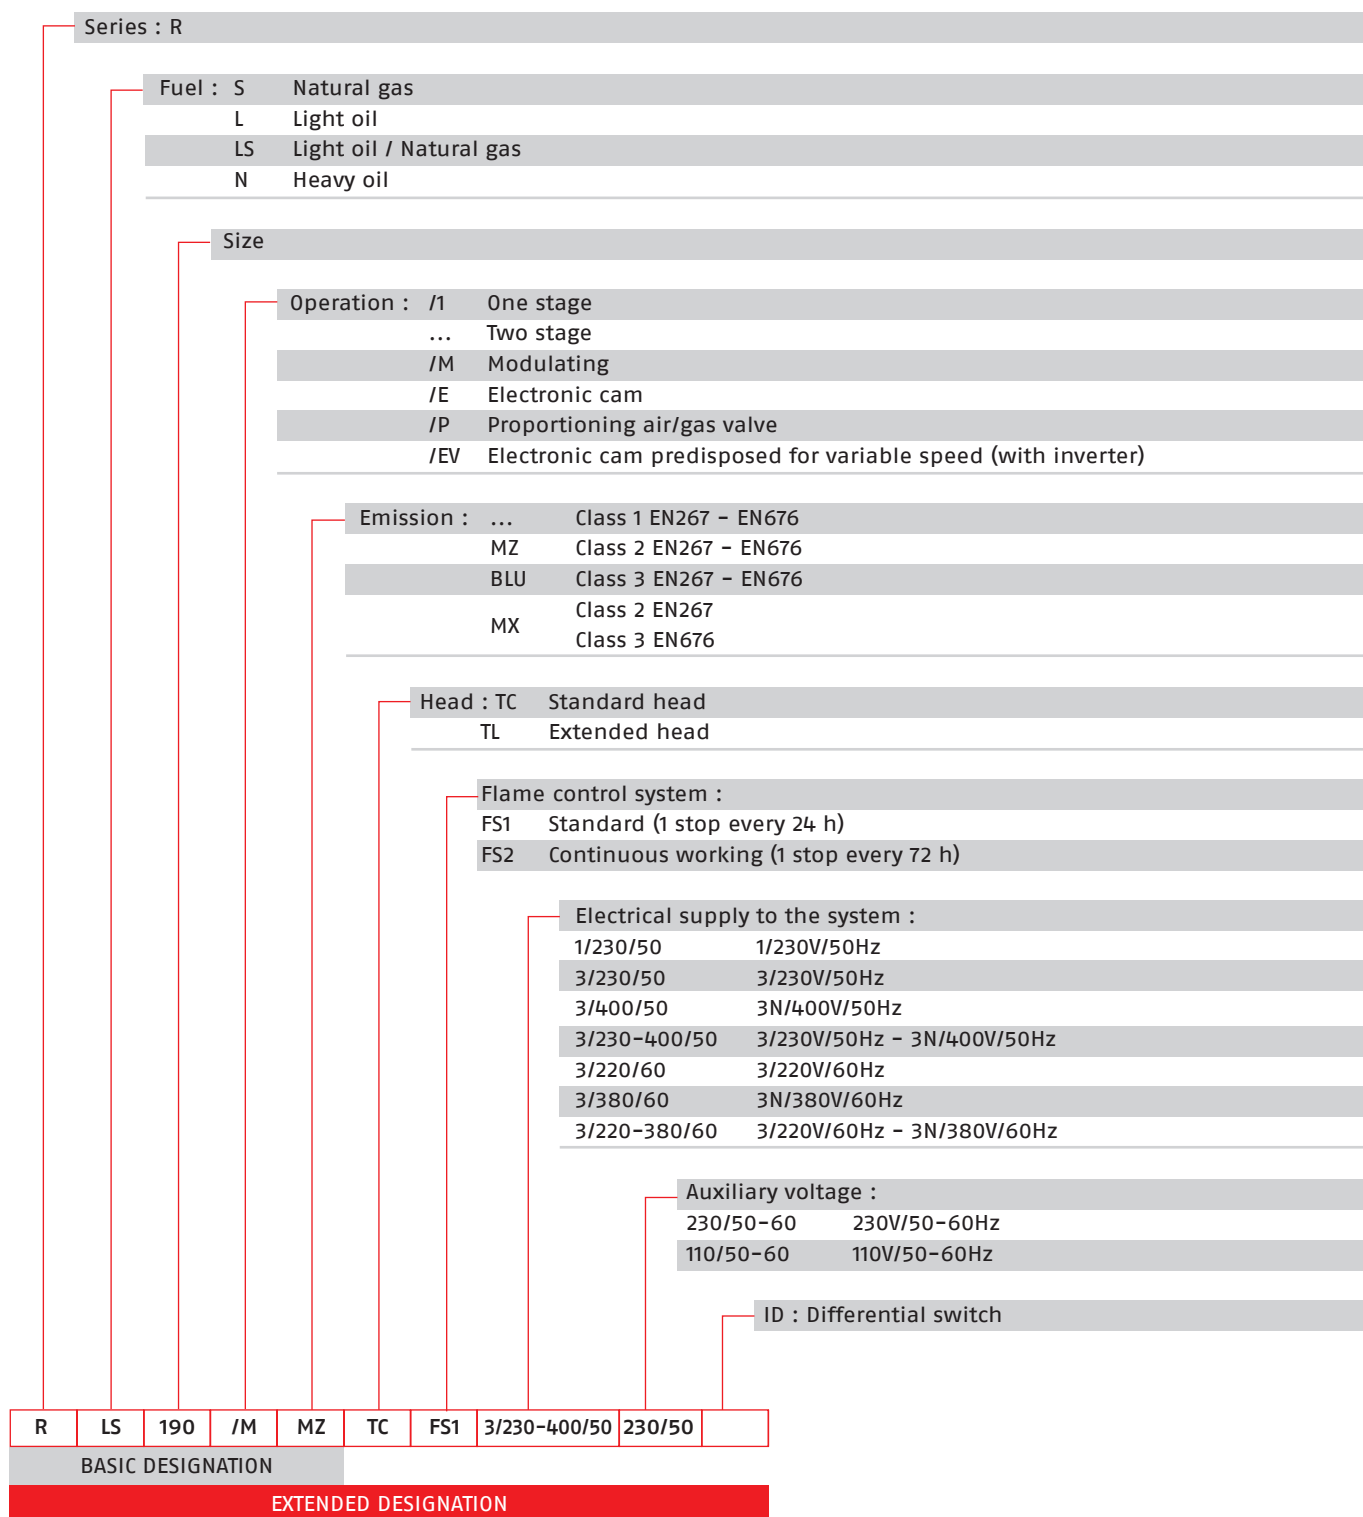 Series : R
Fuel : S Natural gas
L Light oil
LS Light oil / Natural gas
N Heavy oil
Size
Operation : /1 One stage
... Two stage
/M Modulating
/E Electronic cam
/P Proportioning air/gas valve
/EV Electronic cam predisposed for variable speed (with inverter)
Emission : ... Class 1 EN267 - EN676
MZ Class 2 EN267 - EN676
BLU Class 3 EN267 - EN676
MX Class 2 EN267
Class 3 EN676
Head : TC Standard head
TL Extended head
Flame control system :
FS1 Standard (1 stop every 24 h)
FS2 Continuous working (1 stop every 72 h)
Electrical supply to the system :
1/230/50 1/230V/50Hz
3/230/50 3/230V/50Hz
3/400/50 3N/400V/50Hz
3/230-400/50 3/230V/50Hz - 3N/400V/50Hz
3/220/60 3/220V/60Hz
3/380/60 3N/380V/60Hz
3/220-380/60 3/220V/60Hz - 3N/380V/60Hz
Auxiliary voltage :
230/50-60 230V/50-60Hz
110/50-60 110V/50-60Hz
ID : Differential switch
R LS 190 /M MZ TC FS1 3/230-400/50 230/50
BASIC DESIGNATION
EXTENDED DESIGNATION